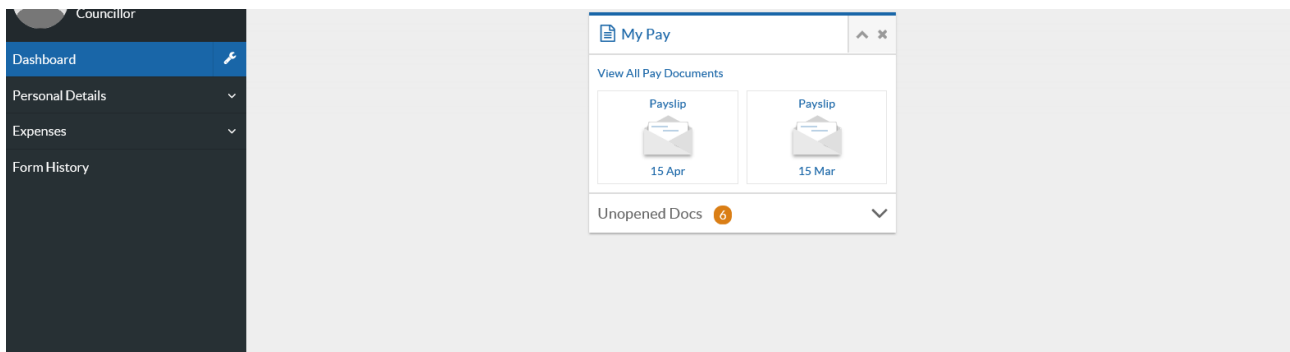 Councillor
Dashboard
Personal Details
Expenses
Form History
My Pay
View All Pay Documents
Payslip
15 Apr
Payslip
15 Mar
Unopened Docs 6